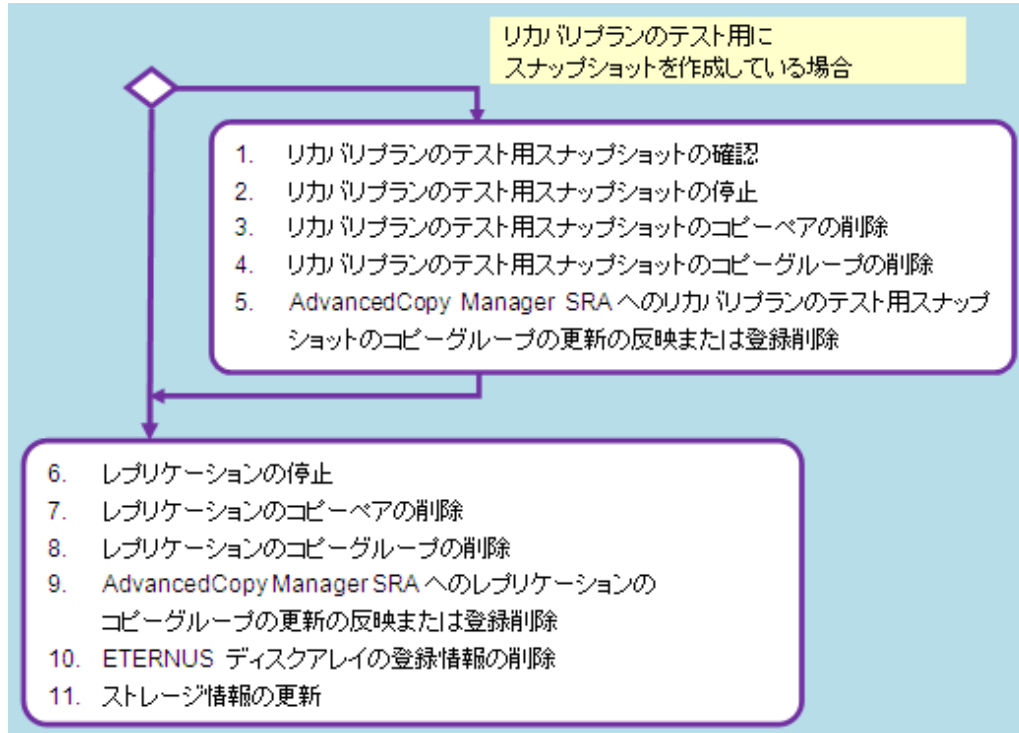 リカバリプランのテスト用に
スナップショットを作成している場合
1. リカバリプランのテスト用スナップショットの確認
2. リカバリプランのテスト用スナップショットの停止
3. リカバリプランのテスト用スナップショットのコピーペアの削除
4. リカバリプランのテスト用スナップショットのコピーグループの削除
5. AdvancedCopy Manager SRAへのリカバリプランのテスト用スナップ
ショットのコピーグループの更新の反映または登録削除
6. レプリケーションの停止
7. レプリケーションのコピーペアの削除
8. レプリケーションのコピーグループの削除
9. AdvancedCopy Manager SRAへのレプリケーションの
コピーグループの更新の反映または登録削除
10. ETERNUS ディスクアレイの登録情報の削除
11. ストレージ情報の更新